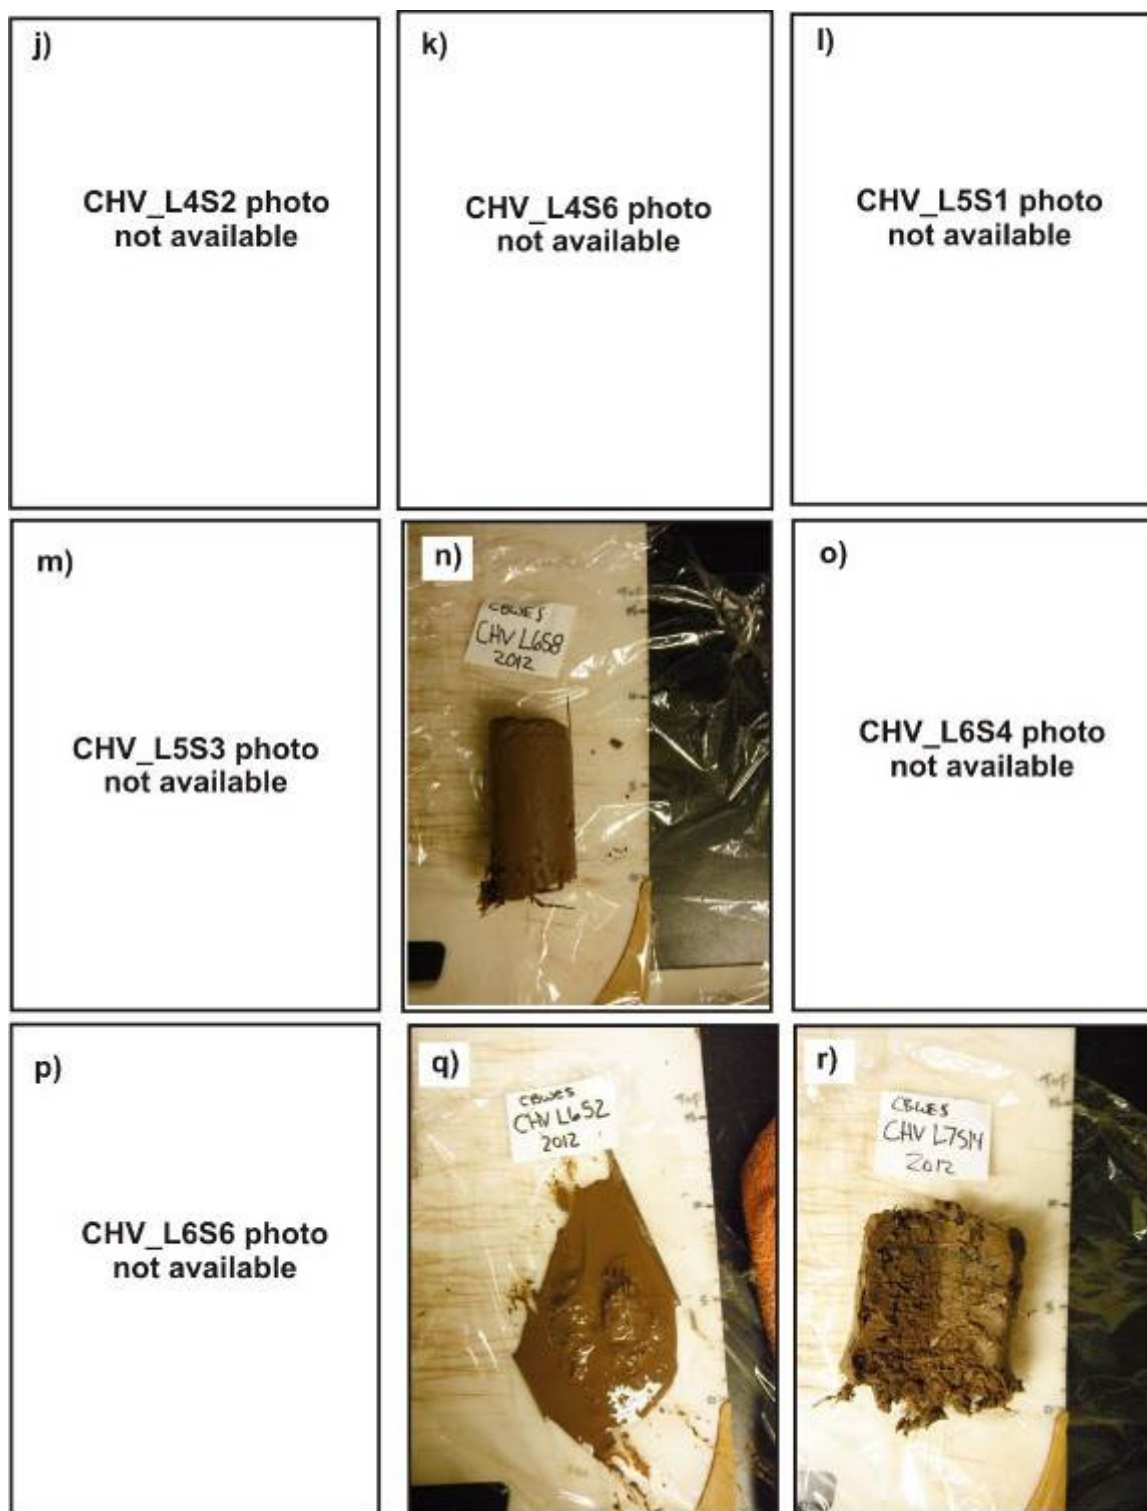 j)
CHV_L4S2 photo
not available
k)
CHV_L4S6 photo
not available
l)
CHV_L5S1 photo
not available
m)
CHV_L5S3 photo
not available
n)
CBWES
CHV L6S8
2012
o)
CHV_L6S4 photo
not available
p)
CHV_L6S6 photo
not available
q)
CBWES
CHV L6S2
2012
r)
CBWES
CHV L7S14
2012